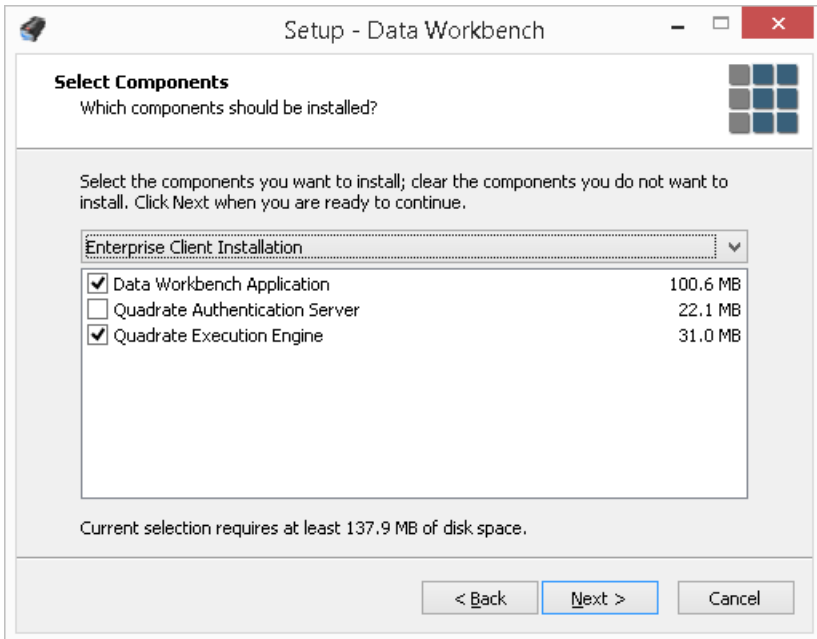 Setup - Data Workbench
Select Components
Which components should be installed?
Select the components you want to install; clear the components you do not want to
install. Click Next when you are ready to continue.
Enterprise Client Installation
Data Workbench Application 100.6 MB
Quadrate Authentication Server 22.1 MB
Quadrate Execution Engine 31.0 MB
Current selection requires at least 137.9 MB of disk space.
< Back Next > Cancel